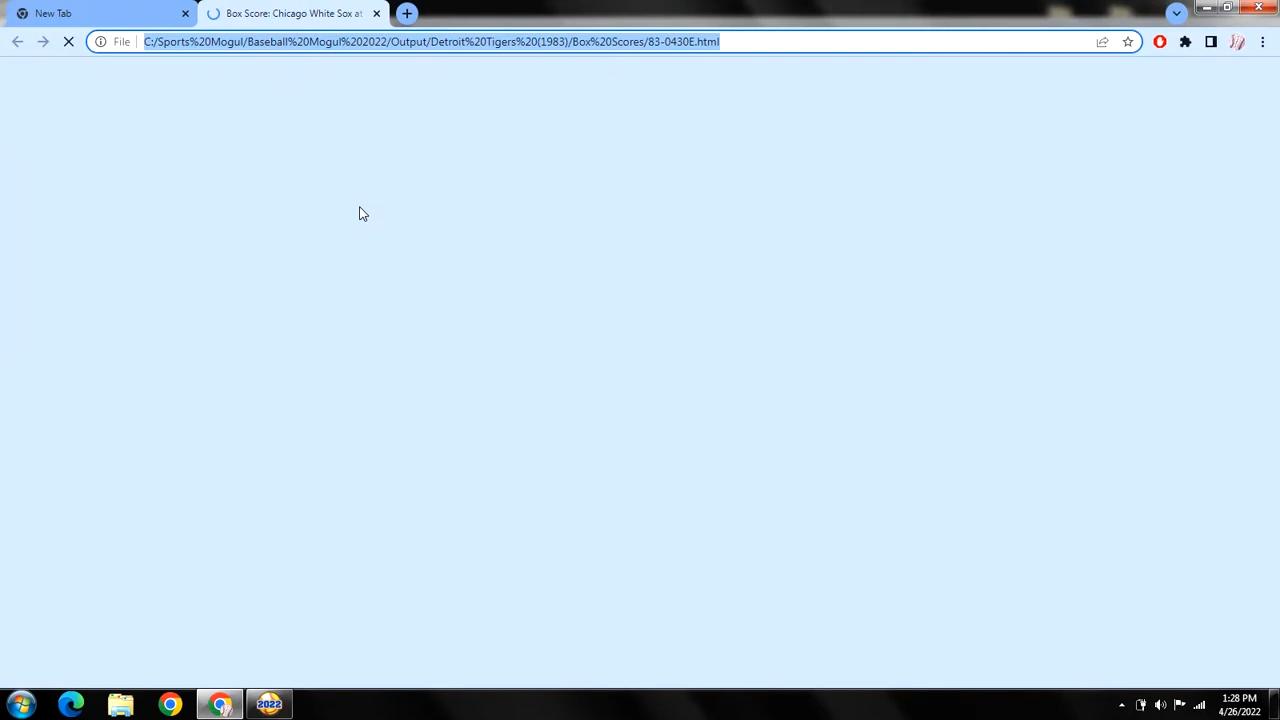 New Tab
Box Score: Chicago White Sox at
File
C:/Sports%20Mogul/Baseball%20Mogul%202022/Output/Detroit%20Tigers%20(1983)/Box%20Scores/83-0430E.html
2022
1:28 PM
4/26/2022